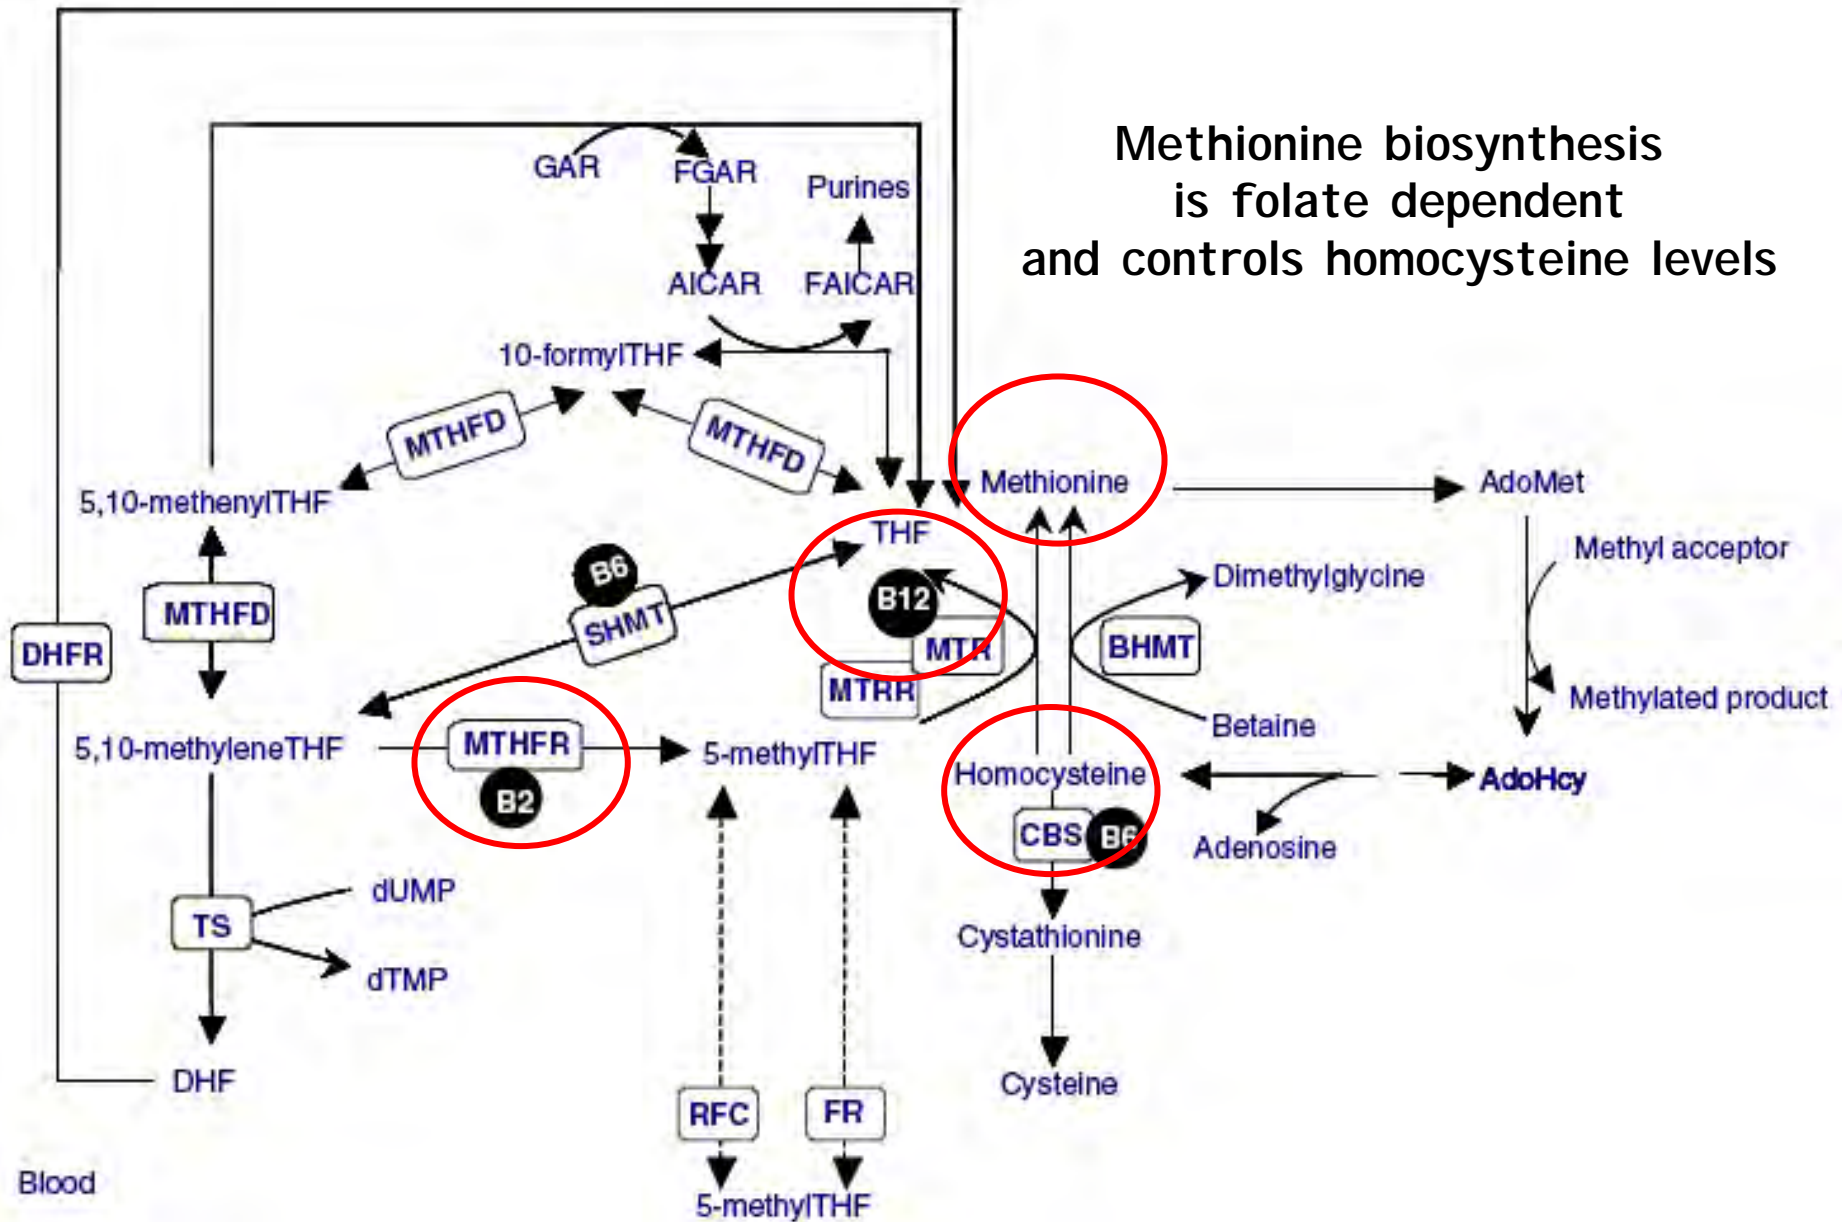 Methionine biosynthesis
is folate dependent
and controls homocysteine levels
GAR
FGAR
Purines
AICAR
FAICAR
10-formylTHF
MTHFD
MTHFD
5,10-methenylTHF
Methionine
AdoMet
THF
Methyl acceptor
B6
SHMT
B12
Dimethylglycine
MTHFD
DHFR
MTR
BHMT
MTRR
Methylated product
5,10-methyleneTHF
MTHFR
B2
5-methylTHF
Betaine
Homocysteine
AdoHcy
CBS
B6
Adenosine
dUMP
TS
dTMP
Cystathionine
DHF
Cysteine
RFC
FR
Blood
5-methylTHF